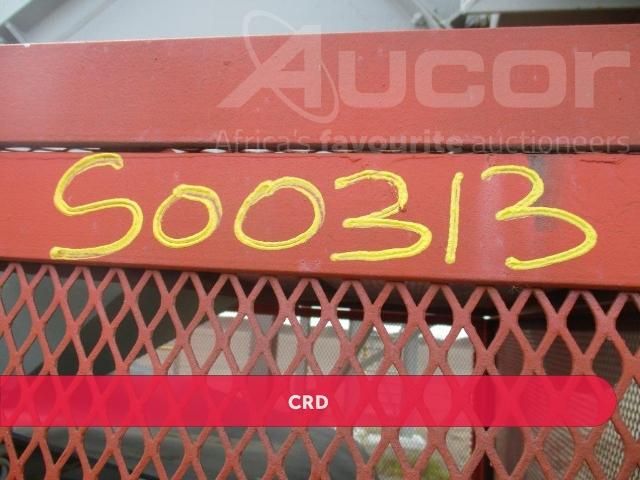 Aucor
Africa's favourite auctioneers
S00313
CRD